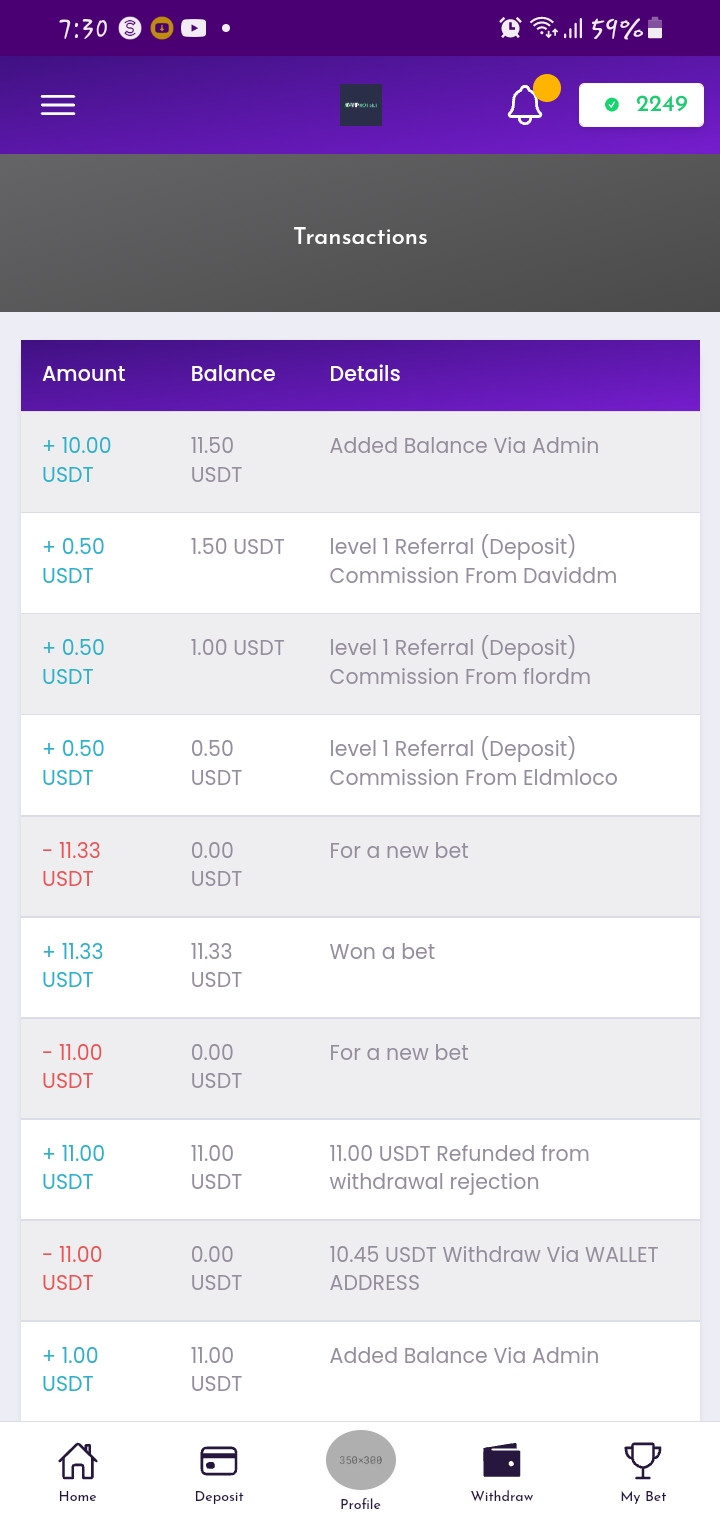 7:30
59%
2249
Transactions
Amount Balance Details
+ 10.00 11.50 Added Balance Via Admin
USDT USDT
+ 0.50 1.50 USDT level 1 Referral (Deposit)
USDT Commission From Daviddm
+ 0.50 1.00 USDT level 1 Referral (Deposit)
USDT Commission From flordm
+ 0.50 0.50 level 1 Referral (Deposit)
USDT USDT Commission From Eldmloco
- 11.33 0.00 For a new bet
USDT USDT
+ 11.33 11.33 Won a bet
USDT USDT
- 11.00 0.00 For a new bet
USDT USDT
+ 11.00 11.00 11.00 USDT Refunded from
USDT USDT withdrawal rejection
- 11.00 0.00 10.45 USDT Withdraw Via WALLET
USDT USDT ADDRESS
+ 1.00 11.00 Added Balance Via Admin
USDT USDT
350×300
Home Deposit Profile Withdraw My Bet